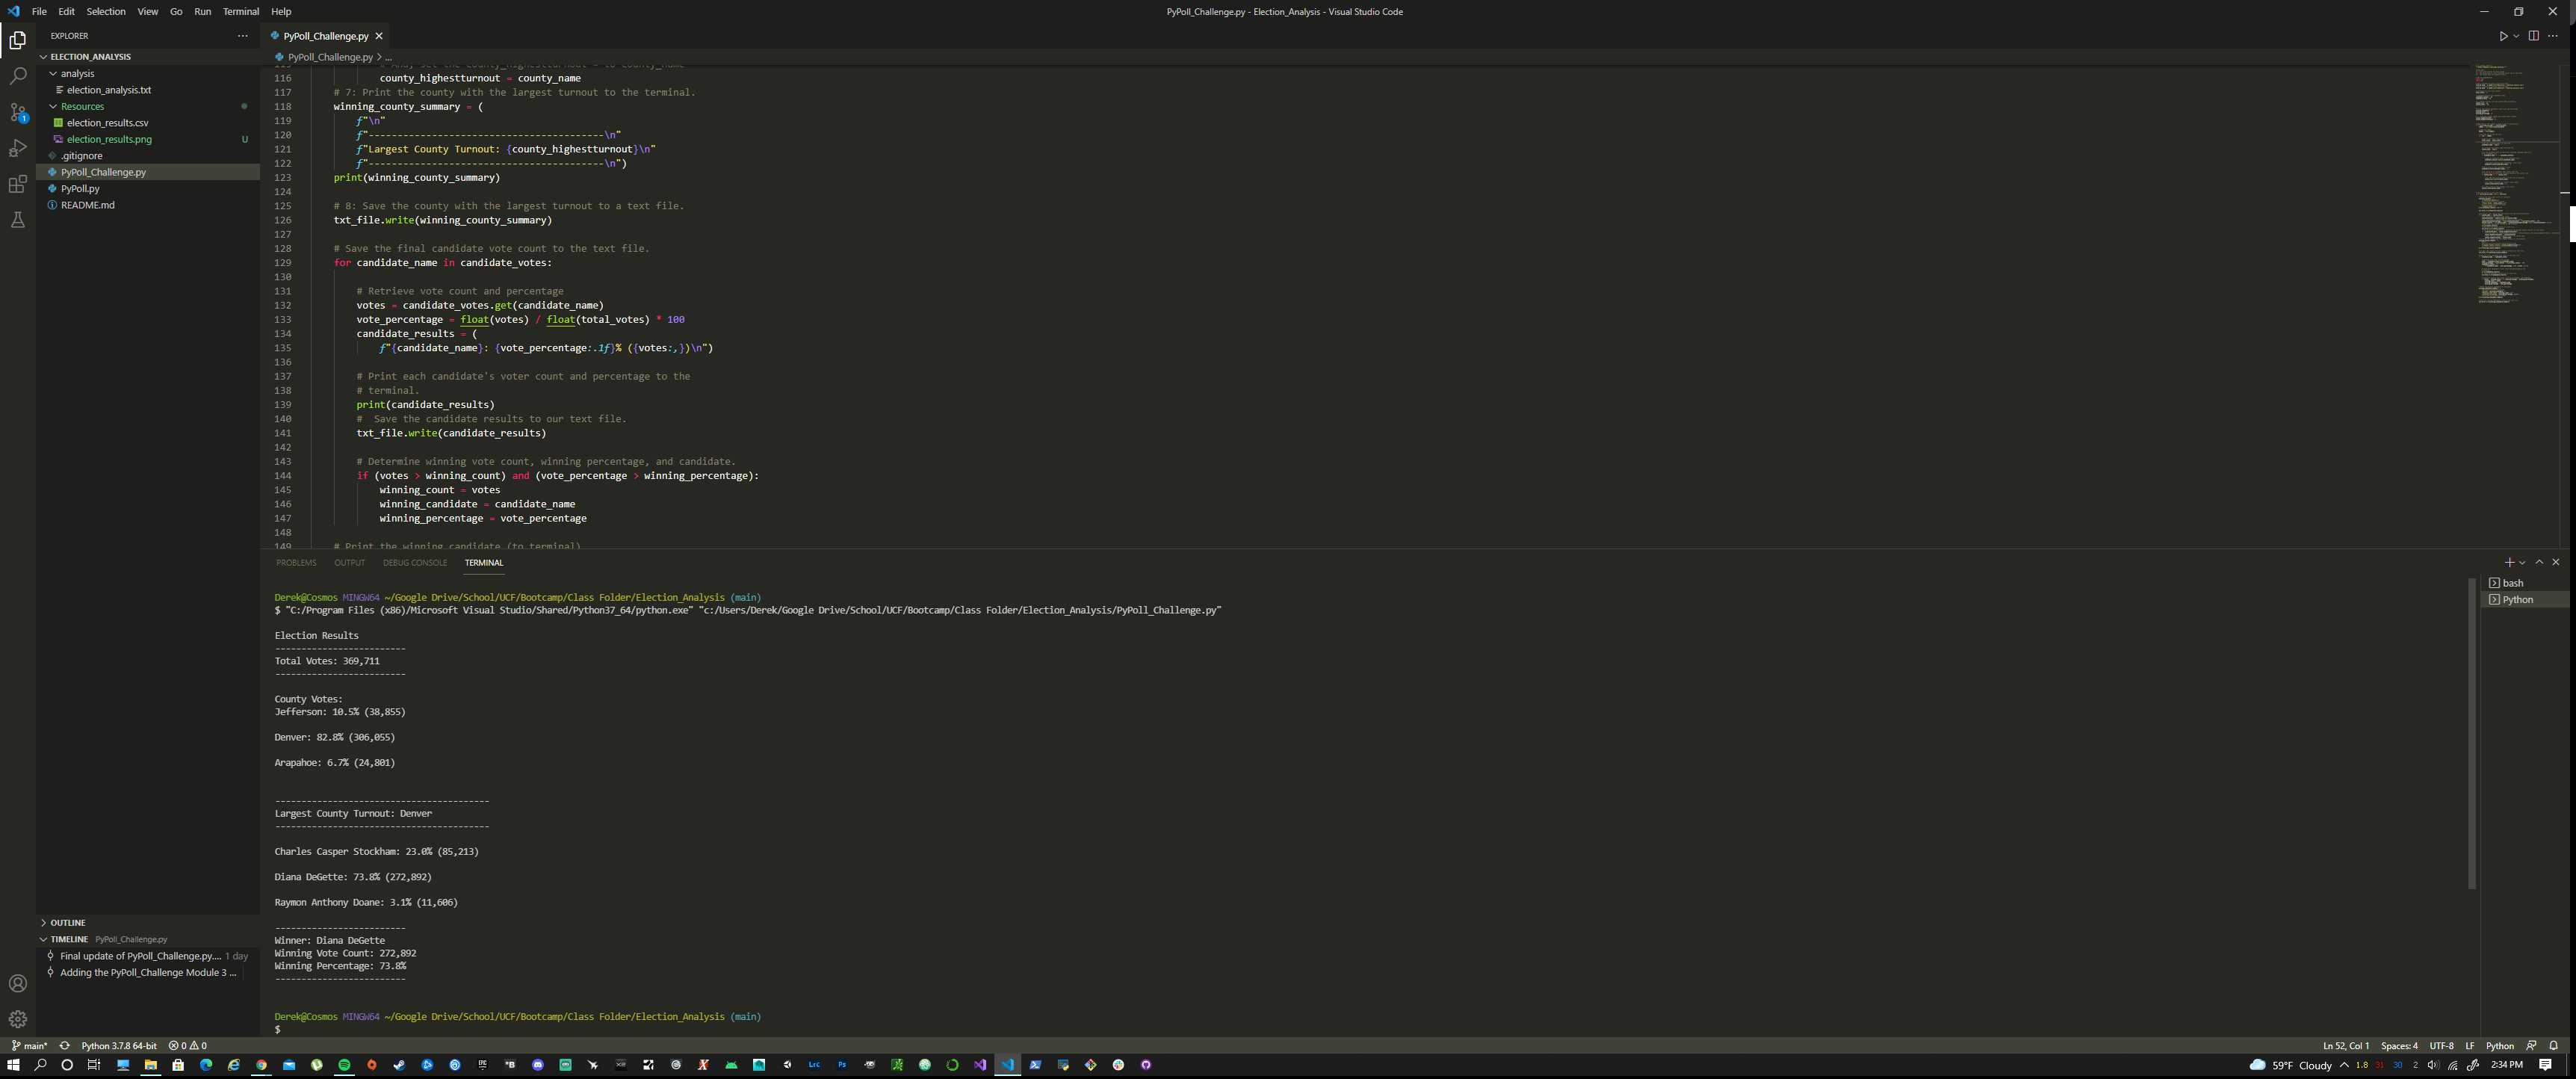 File Edit Selection View Go Run Terminal Help
PyPoll_Challenge.py - Election_Analysis - Visual Studio Code
EXPLORER
ELECTION_ANALYSIS
analysis
election_analysis.txt
Resources
election_results.csv
election_results.png U
.gitignore
PyPoll_Challenge.py
PyPoll.py
README.md
1
OUTLINE
TIMELINE PyPoll_Challenge.py
Final update of PyPoll_Challenge.py.... 1 day
Adding the PyPoll_Challenge Module 3 ...
PyPoll_Challenge.py
PyPoll_Challenge.py > ...
115 # And, set the county_highestturnout = to county_name
116 county_highestturnout = county_name
117 # 7: Print the county with the largest turnout to the terminal.
118 winning_county_summary = (
119 f"\n"
120 f"-----------------------------------------\n"
121 f"Largest County Turnout: {county_highestturnout}\n"
122 f"-----------------------------------------\n")
123 print(winning_county_summary)
124
125 # 8: Save the county with the largest turnout to a text file.
126 txt_file.write(winning_county_summary)
127
128 # Save the final candidate vote count to the text file.
129 for candidate_name in candidate_votes:
130
131 # Retrieve vote count and percentage
132 votes = candidate_votes.get(candidate_name)
133 vote_percentage = float(votes) / float(total_votes) * 100
134 candidate_results = (
135 f"{candidate_name}: {vote_percentage:.1f}% ({votes:,})\n")
136
137 # Print each candidate's voter count and percentage to the
138 # terminal.
139 print(candidate_results)
140 #  Save the candidate results to our text file.
141 txt_file.write(candidate_results)
142
143 # Determine winning vote count, winning percentage, and candidate.
144 if (votes > winning_count) and (vote_percentage > winning_percentage):
145 winning_count = votes
146 winning_candidate = candidate_name
147 winning_percentage = vote_percentage
148
149 # Print the winning candidate (to terminal)
PROBLEMS OUTPUT DEBUG CONSOLE TERMINAL
bash
Python
Derek@Cosmos MINGW64 ~/Google Drive/School/UCF/Bootcamp/Class Folder/Election_Analysis (main)
$ "C:/Program Files (x86)/Microsoft Visual Studio/Shared/Python37_64/python.exe" "c:/Users/Derek/Google Drive/School/UCF/Bootcamp/Class Folder/Election_Analysis/PyPoll_Challenge.py"
Election Results
-------------------------
Total Votes: 369,711
-------------------------
County Votes:
Jefferson: 10.5% (38,855)
Denver: 82.8% (306,055)
Arapahoe: 6.7% (24,801)
-----------------------------------------
Largest County Turnout: Denver
-----------------------------------------
Charles Casper Stockham: 23.0% (85,213)
Diana DeGette: 73.8% (272,892)
Raymon Anthony Doane: 3.1% (11,606)
-------------------------
Winner: Diana DeGette
Winning Vote Count: 272,892
Winning Percentage: 73.8%
-------------------------
Derek@Cosmos MINGW64 ~/Google Drive/School/UCF/Bootcamp/Class Folder/Election_Analysis (main)
$
main* Python 3.7.8 64-bit 0 0
Ln 52, Col 1 Spaces: 4 UTF-8 LF Python
Lrc Ps
59°F Cloudy 1.8 31 30 2 2:34 PM